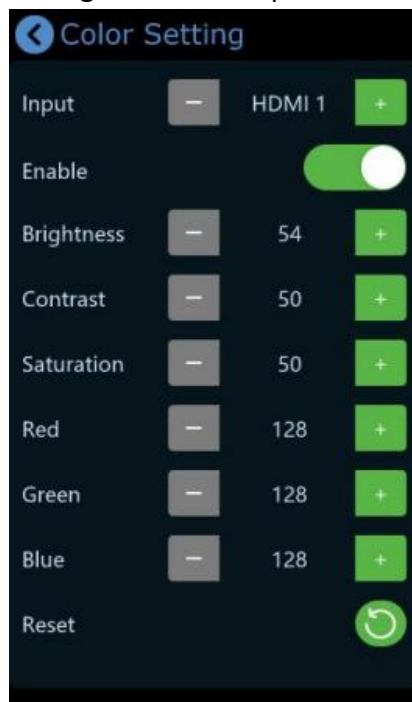 Color Setting
Input − HDMI 1 +
Enable
Brightness − 54 +
Contrast − 50 +
Saturation − 50 +
Red − 128 +
Green − 128 +
Blue − 128 +
Reset